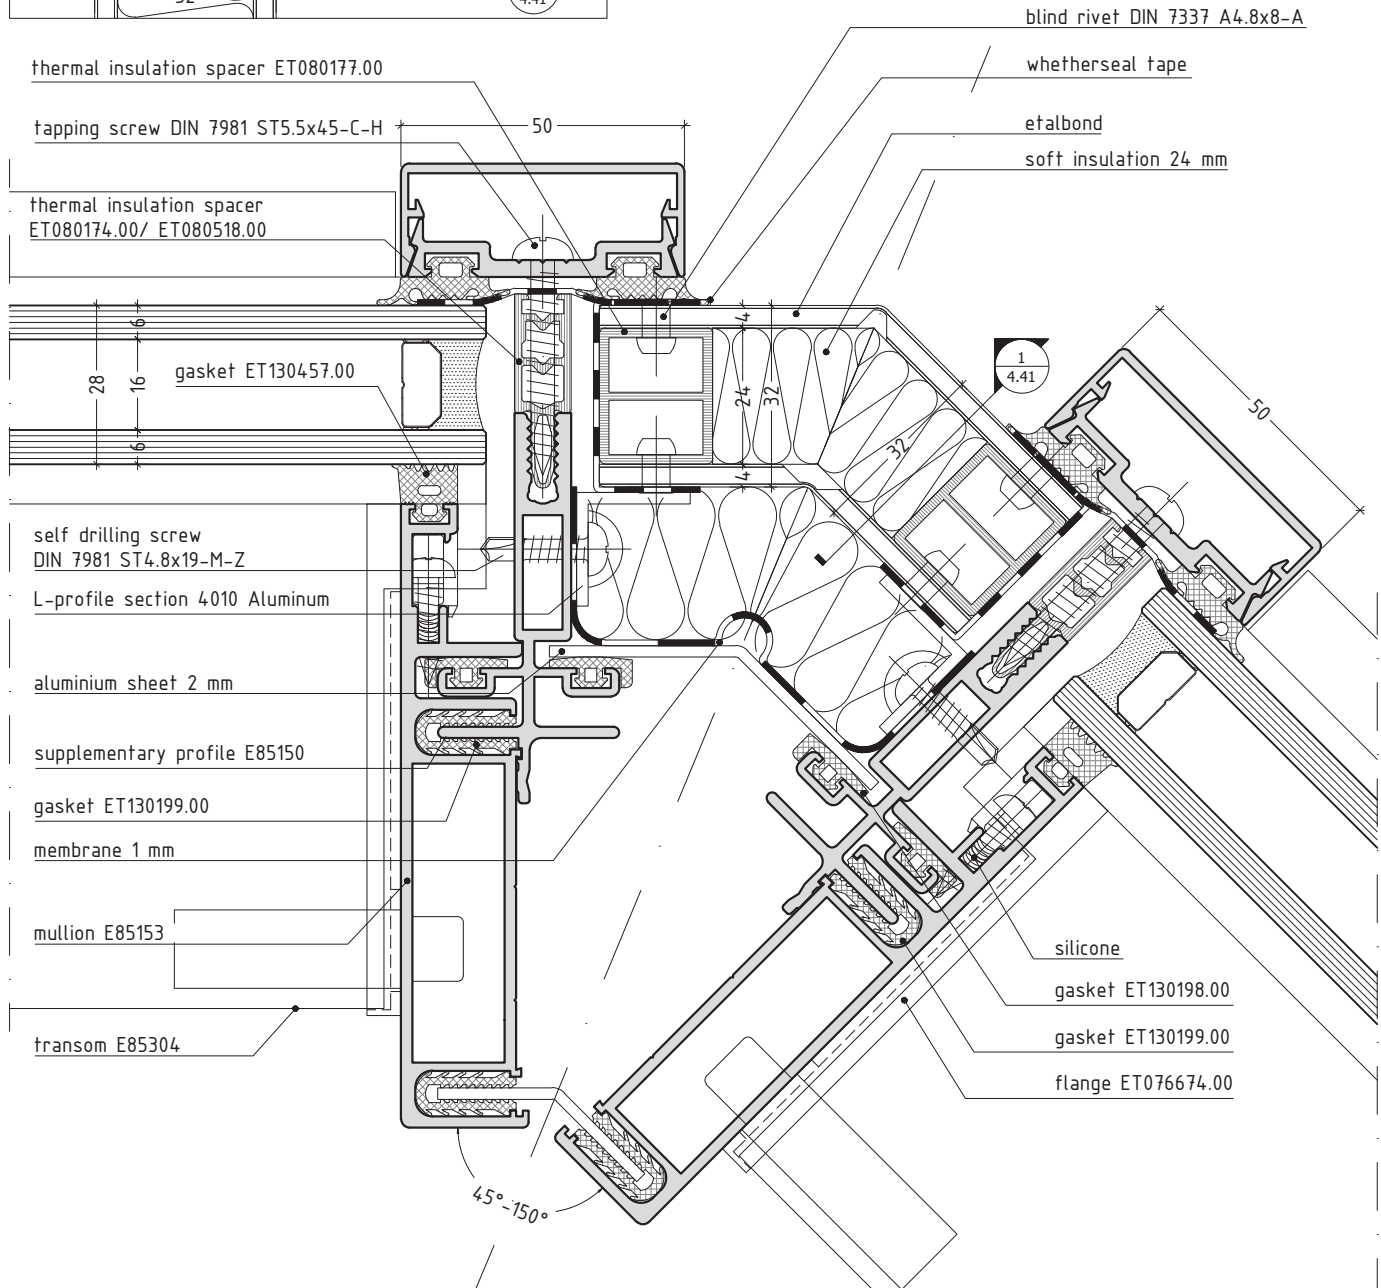 52
4.41
blind rivet DIN 7337 A4.8x8-A
thermal insulation spacer ET080177.00
whetherseal tape
tapping screw DIN 7981 ST5.5x45-C-H
50
etalbond
soft insulation 24 mm
thermal insulation spacer
ET080174.00/ ET080518.00
6
4
28
16
gasket ET130457.00
24
32
1
4.41
50
32
6
4
self drilling screw
DIN 7981 ST4.8x19-M-Z
L-profile section 4010 Aluminum
aluminium sheet 2 mm
supplementary profile E85150
gasket ET130199.00
membrane 1 mm
mullion E85153
silicone
gasket ET130198.00
transom E85304
gasket ET130199.00
flange ET076674.00
45°-150°